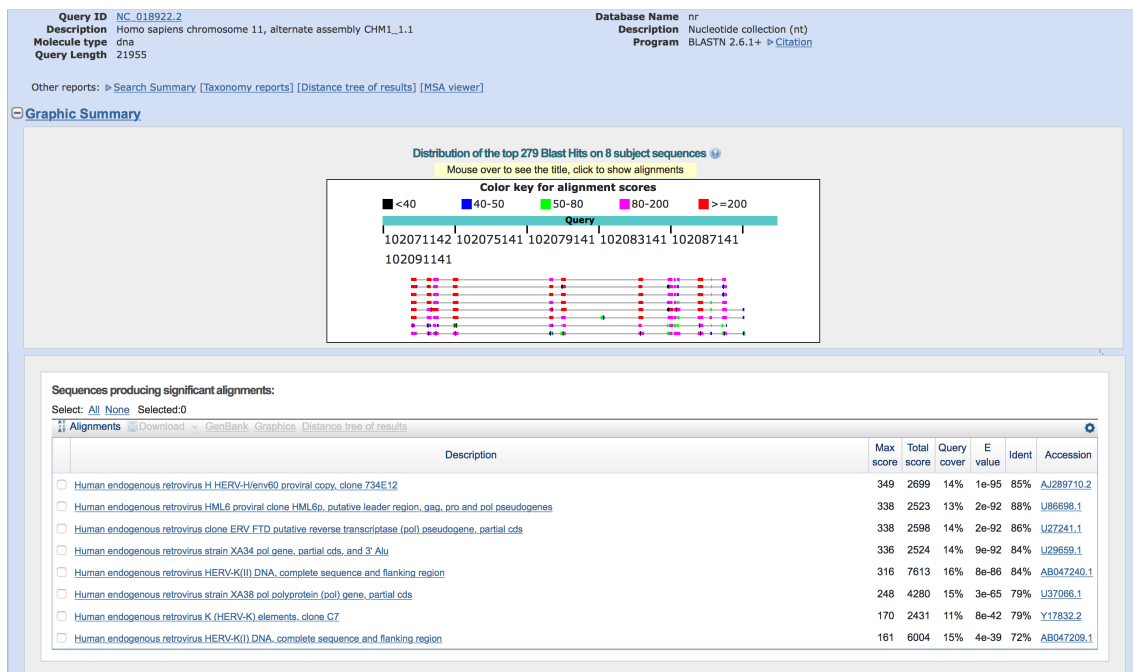 Query ID NC_018922.2
Description Homo sapiens chromosome 11, alternate assembly CHM1_1.1
Molecule type dna
Query Length 21955
Database Name nr
Description Nucleotide collection (nt)
Program BLASTN 2.6.1+ Citation
Other reports: Search Summary [Taxonomy reports] [Distance tree of results] [MSA viewer]
Graphic Summary
Distribution of the top 279 Blast Hits on 8 subject sequences
Mouse over to see the title, click to show alignments
Color key for alignment scores
<40 40-50 50-80 80-200 >=200
Query
102071142 102075141 102079141 102083141 102087141
102091141
Sequences producing significant alignments:
Select: All None Selected:0
Alignments Download GenBank Graphics Distance tree of results
Description Max score Total score Query cover E value Ident Accession
Human endogenous retrovirus H HERV-H/env60 proviral copy, clone 734E12 349 2699 14% 1e-95 85% AJ289710.2
Human endogenous retrovirus HML6 proviral clone HML6p, putative leader region, gag, pro and pol pseudogenes 338 2523 13% 2e-92 88% U86698.1
Human endogenous retrovirus clone ERV FTD putative reverse transcriptase (pol) pseudogene, partial cds 338 2598 14% 2e-92 86% U27241.1
Human endogenous retrovirus strain XA34 pol gene, partial cds, and 3' Alu 336 2524 14% 9e-92 84% U29659.1
Human endogenous retrovirus HERV-K(II) DNA, complete sequence and flanking region 316 7613 16% 8e-86 84% AB047240.1
Human endogenous retrovirus strain XA38 pol polyprotein (pol) gene, partial cds 248 4280 15% 3e-65 79% U37066.1
Human endogenous retrovirus K (HERV-K) elements, clone C7 170 2431 11% 8e-42 79% Y17832.2
Human endogenous retrovirus HERV-K(I) DNA, complete sequence and flanking region 161 6004 15% 4e-39 72% AB047209.1